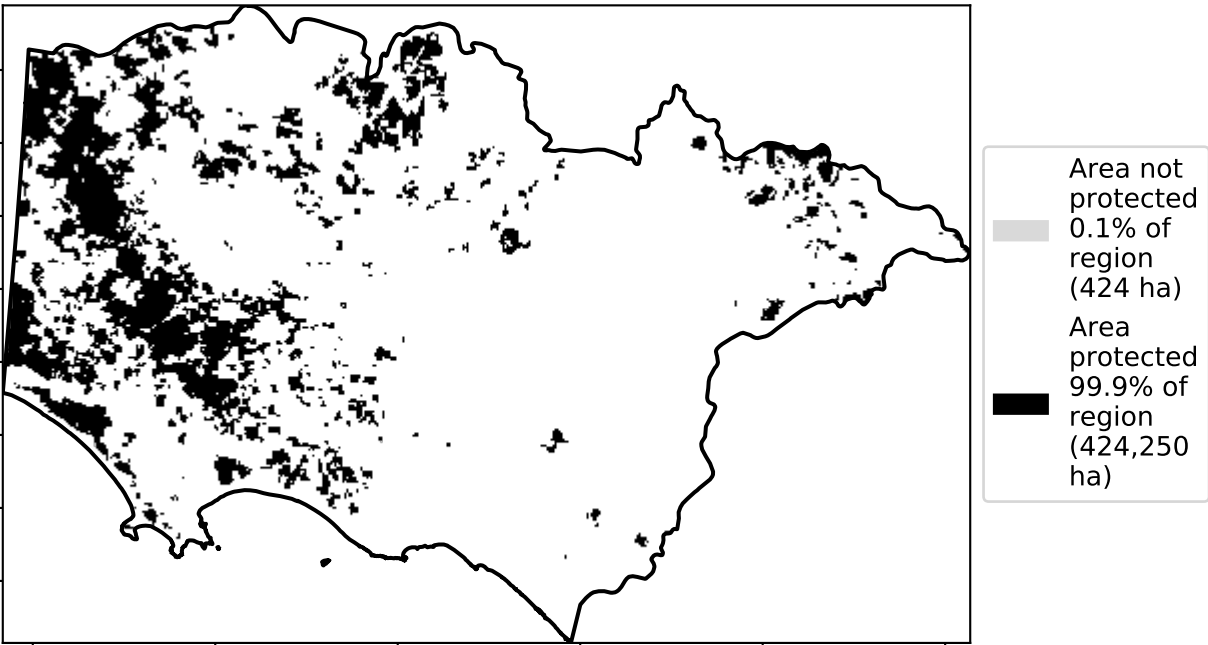 Area not
protected
0.1% of
region
(424 ha)
Area
protected
99.9% of
region
(424,250
ha)